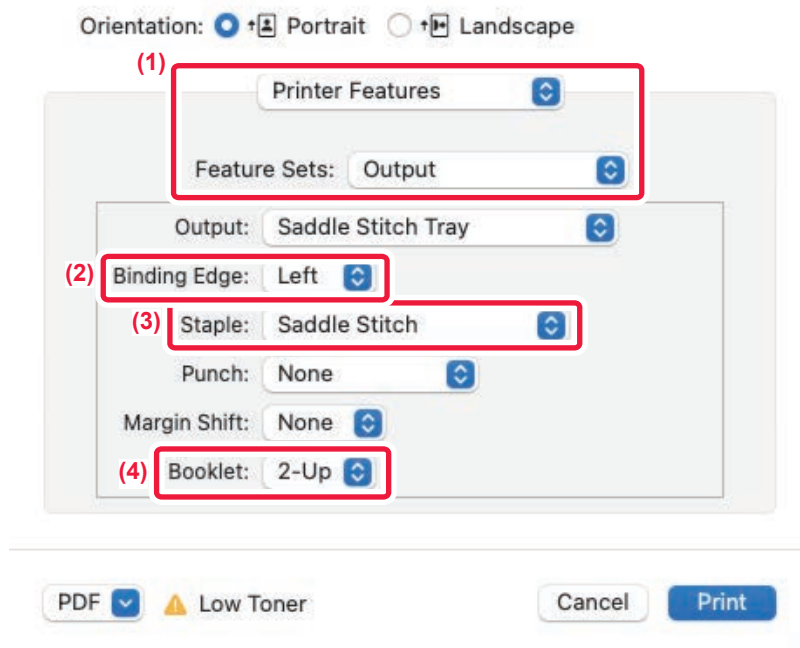 Orientation: Portrait Landscape
(1)
Printer Features
Feature Sets: Output
Output: Saddle Stitch Tray
(2) Binding Edge: Left
(3) Staple: Saddle Stitch
Punch: None
Margin Shift: None
(4) Booklet: 2-Up
PDF Low Toner Cancel Print